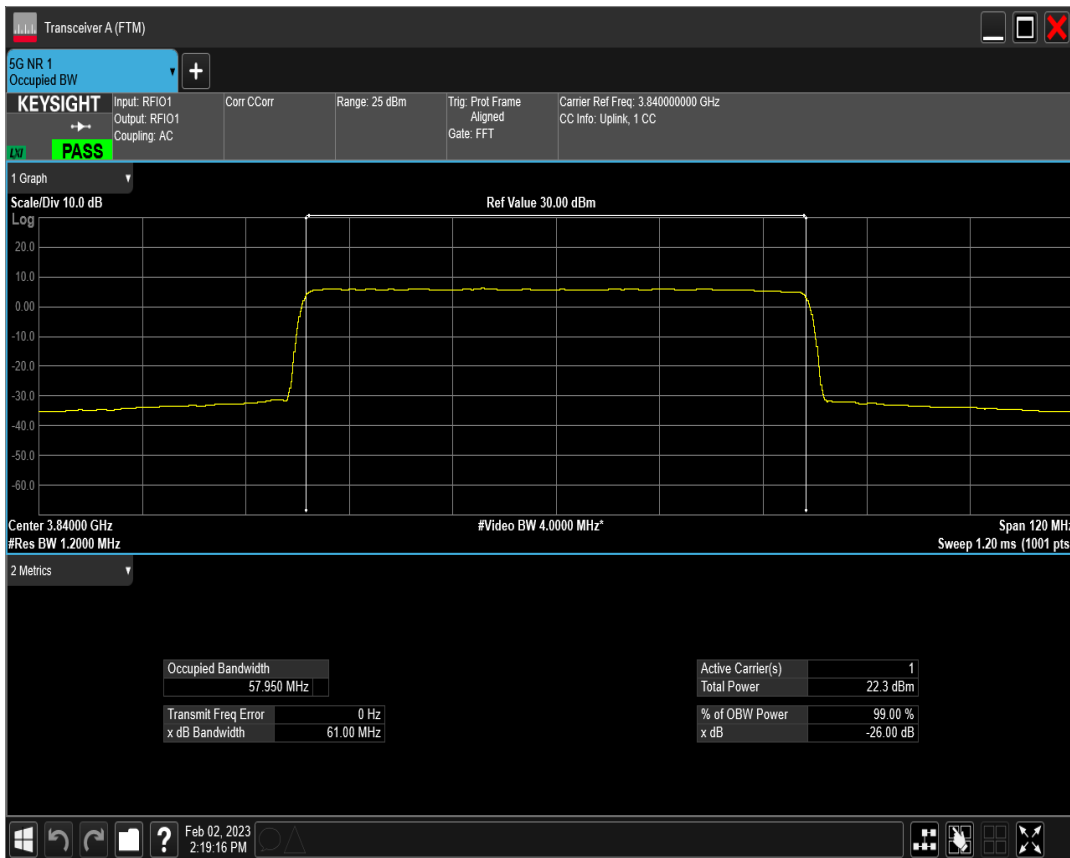 Transceiver A (FTM)
5G NR 1
Occupied BW
+
KEYSIGHT
LXI
PASS
Input: RFIO1
Output: RFIO1
Coupling: AC
Corr CCorr
Range: 25 dBm
Trig: Prot Frame
Aligned
Gate: FFT
Carrier Ref Freq: 3.840000000 GHz
CC Info: Uplink, 1 CC
1 Graph
Scale/Div 10.0 dB
Ref Value 30.00 dBm
Log
20.0
10.0
0.00
-10.0
-20.0
-30.0
-40.0
-50.0
-60.0
Center 3.84000 GHz
#Video BW 4.0000 MHz*
Span 120 MHz
#Res BW 1.2000 MHz
Sweep 1.20 ms (1001 pts
2 Metrics
Occupied Bandwidth
57.950 MHz
Transmit Freq Error 0 Hz
x dB Bandwidth 61.00 MHz
Active Carrier(s) 1
Total Power 22.3 dBm
% of OBW Power 99.00 %
x dB -26.00 dB
?
Feb 02, 2023
2:19:16 PM